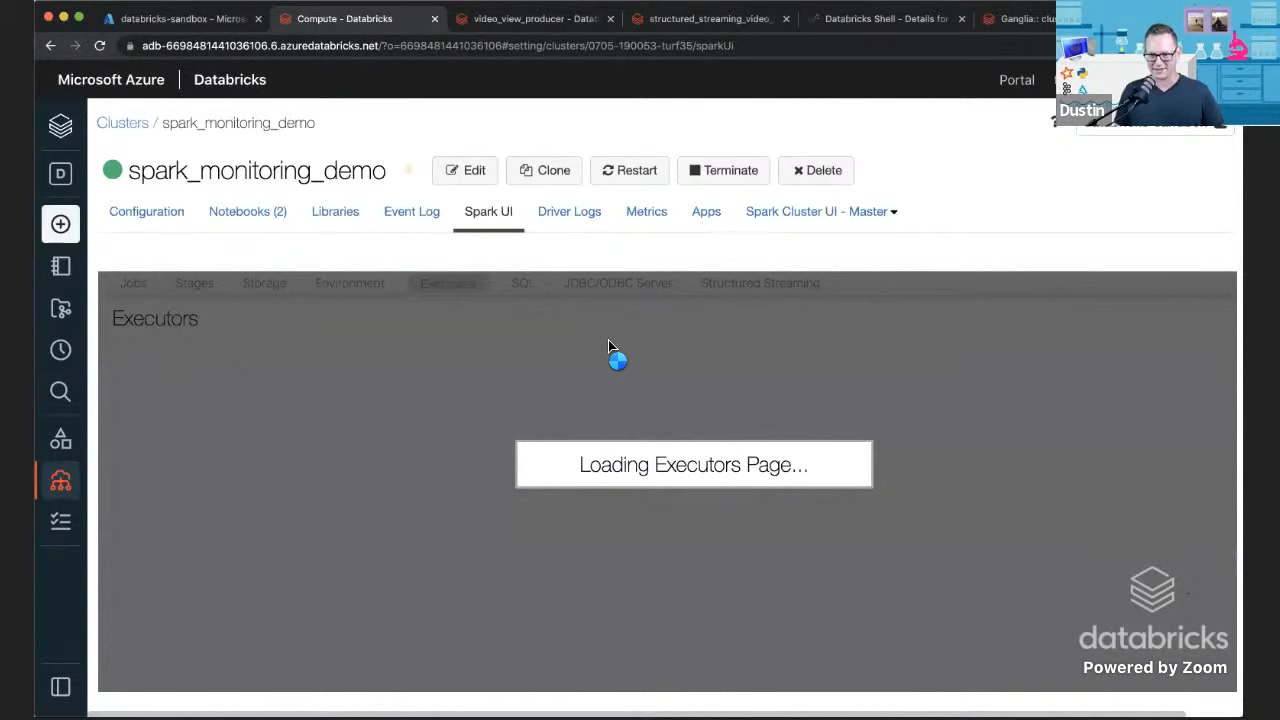 databricks-sandbox - Micros
Compute - Databricks
video_view_producer - Datab
structured_streaming_video_
Databricks Shell - Details for
Ganglia:: clus
adb-6698481441036106.6.azuredatabricks.net/?o=6698481441036106#setting/clusters/0705-190053-turf35/sparkUi
Microsoft Azure
Databricks
Portal
Dustin
Clusters / spark_monitoring_demo
spark_monitoring_demo
Edit
Clone
Restart
Terminate
Delete
Configuration
Notebooks (2)
Libraries
Event Log
Spark UI
Driver Logs
Metrics
Apps
Spark Cluster UI - Master
D
Jobs
Stages
Storage
Environment
Executors
SQL
JDBC/ODBC Server
Structured Streaming
Executors
Loading Executors Page...
databricks
Powered by Zoom